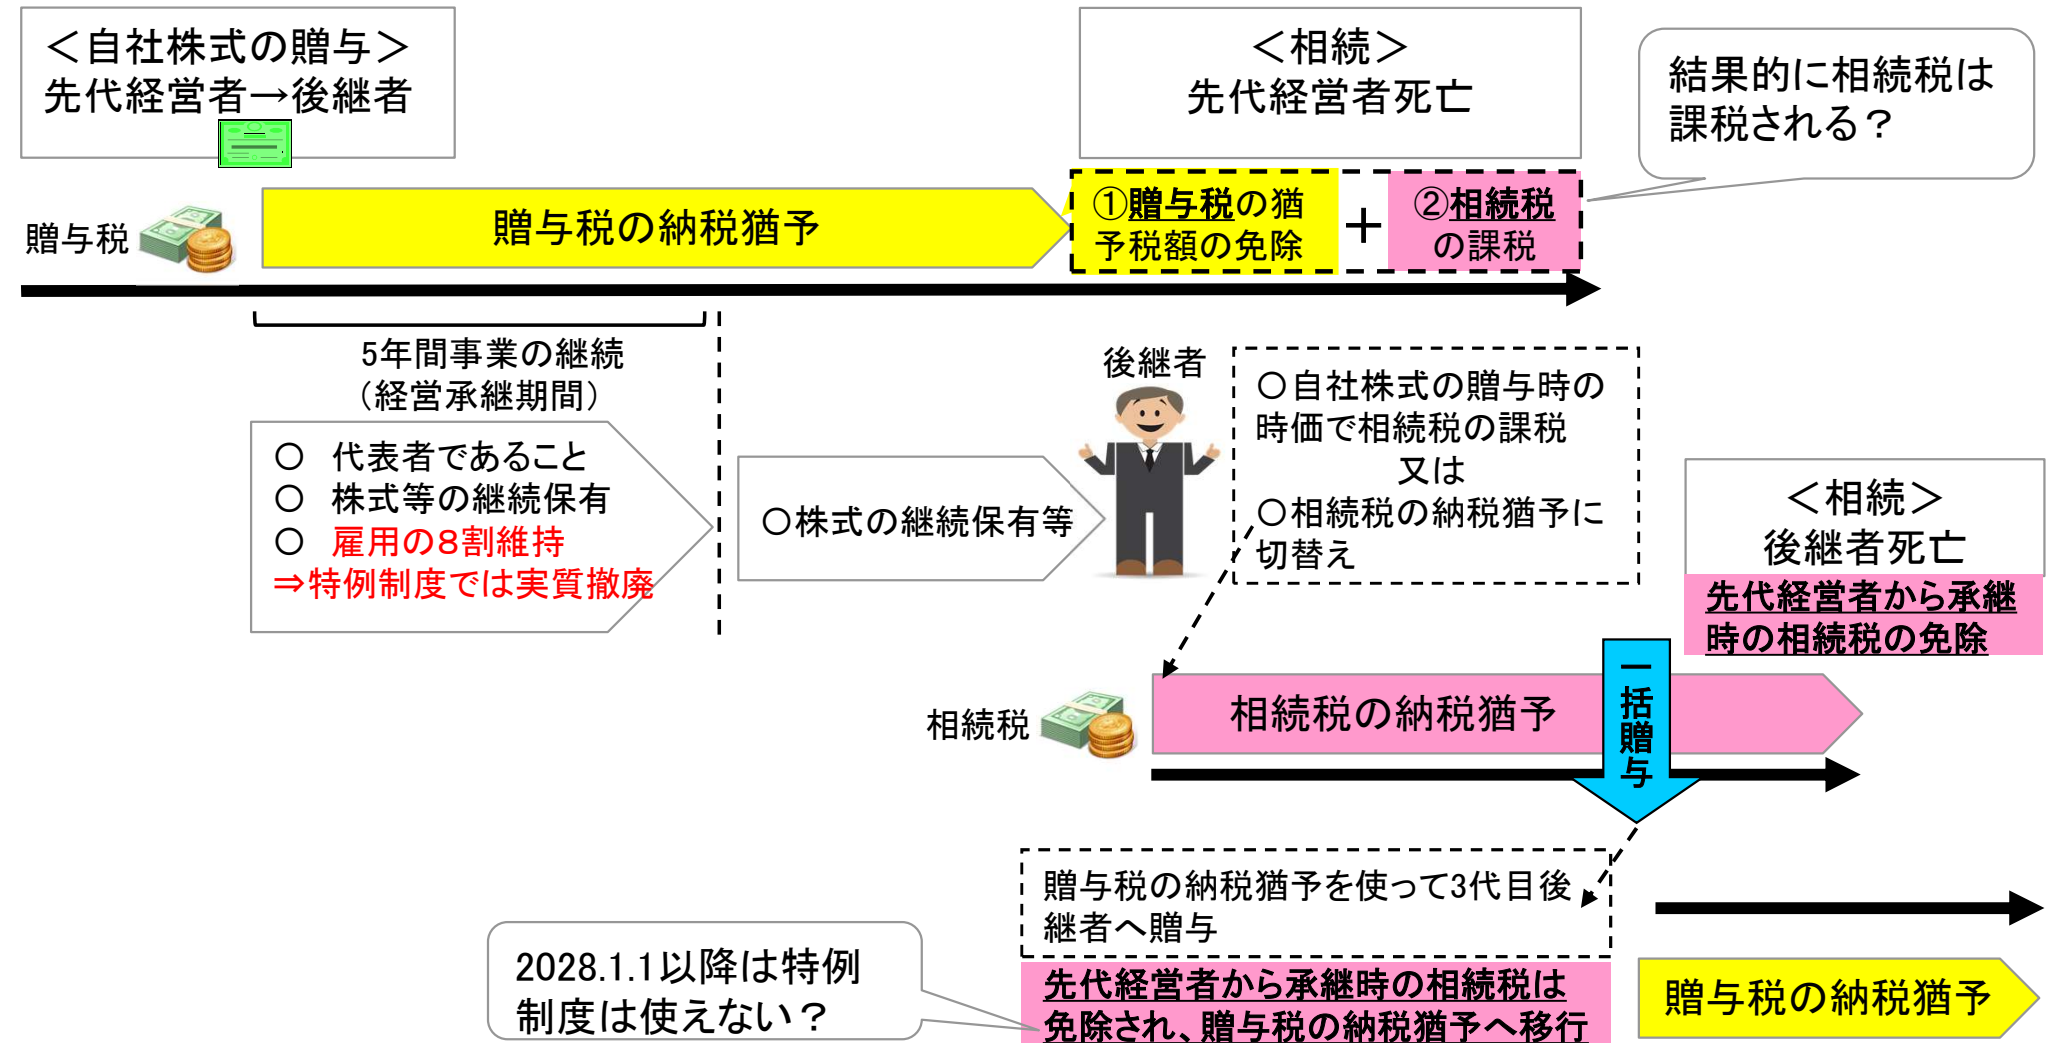 ＜自社株式の贈与＞
先代経営者→後継者
＜相続＞
先代経営者死亡
結果的に相続税は
課税される？
贈与税
贈与税の納税猶予
①贈与税の猶
予税額の免除
＋
②相続税
の課税
5年間事業の継続
（経営承継期間）
○　代表者であること
○　株式等の継続保有
○　雇用の８割維持
⇒特例制度では実質撤廃
○株式の継続保有等
後継者
○自社株式の贈与時の
時価で相続税の課税
又は
○相続税の納税猶予に
切替え
＜相続＞
後継者死亡
先代経営者から承継
時の相続税の免除
相続税
相続税の納税猶予
一括贈与
贈与税の納税猶予を使って3代目後
継者へ贈与
先代経営者から承継時の相続税は
免除され、贈与税の納税猶予へ移行
2028.1.1以降は特例
制度は使えない？
贈与税の納税猶予